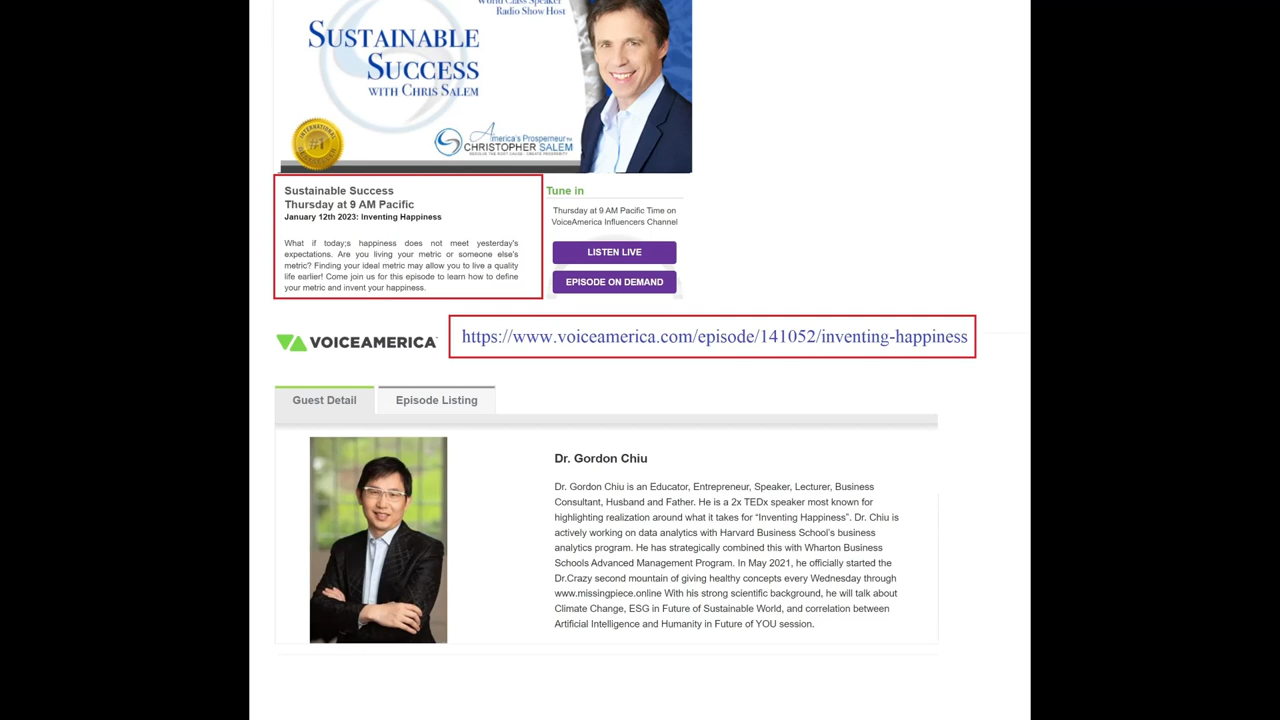 World Class Speaker
Radio Show Host
SUSTAINABLE
SUCCESS
WITH CHRIS SALEM
INTERNATIONAL
#1
America's Prosperneur™
CHRISTOPHER SALEM
RESOLVE THE ROOT CAUSE - CREATE PROSPERITY
Sustainable Success
Thursday at 9 AM Pacific
January 12th 2023: Inventing Happiness
What if today;s happiness does not meet yesterday's
expectations. Are you living your metric or someone else's
metric? Finding your ideal metric may allow you to live a quality
life earlier! Come join us for this episode to learn how to define
your metric and invent your happiness.
Tune in
Thursday at 9 AM Pacific Time on
VoiceAmerica Influencers Channel
LISTEN LIVE
EPISODE ON DEMAND
VOICEAMERICA
https://www.voiceamerica.com/episode/141052/inventing-happiness
Guest Detail
Episode Listing
Dr. Gordon Chiu
Dr. Gordon Chiu is an Educator, Entrepreneur, Speaker, Lecturer, Business
Consultant, Husband and Father. He is a 2x TEDx speaker most known for
highlighting realization around what it takes for “Inventing Happiness”. Dr. Chiu is
actively working on data analytics with Harvard Business School's business
analytics program. He has strategically combined this with Wharton Business
Schools Advanced Management Program. In May 2021, he officially started the
Dr.Crazy second mountain of giving healthy concepts every Wednesday through
www.missingpiece.online With his strong scientific background, he will talk about
Climate Change, ESG in Future of Sustainable World, and correlation between
Artificial Intelligence and Humanity in Future of YOU session.